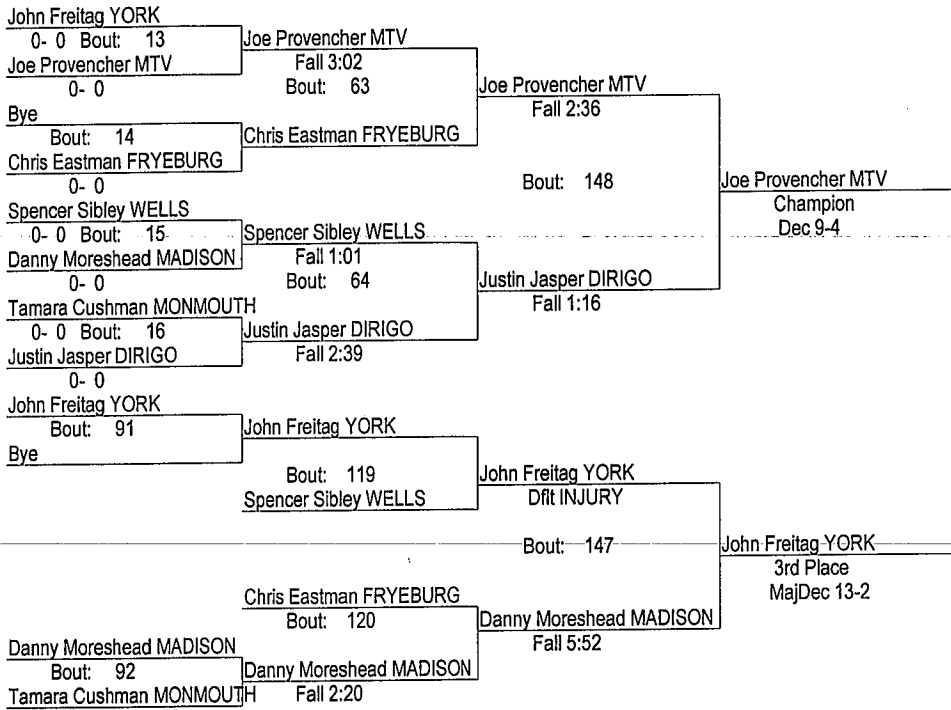 John Freitag YORK
0- 0 Bout: 13
Joe Provencher MTV
0- 0
Bye
Bout: 14
Chris Eastman FRYEBURG
0- 0
Spencer Sibley WELLS
0- 0 Bout: 15
Danny Moreshead MADISON
0- 0
Tamara Cushman MONMOUTH
0- 0 Bout: 16
Justin Jasper DIRIGO
0- 0
John Freitag YORK
Bout: 91
Bye
Danny Moreshead MADISON
Bout: 92
Tamara Cushman MONMOUTH
Joe Provencher MTV
Fall 3:02
Bout: 63
Chris Eastman FRYEBURG
Spencer Sibley WELLS
Fall 1:01
Bout: 64
Justin Jasper DIRIGO
Fall 2:39
John Freitag YORK
Bout: 119
Spencer Sibley WELLS
Chris Eastman FRYEBURG
Bout: 120
Danny Moreshead MADISON
Fall 2:20
Joe Provencher MTV
Fall 2:36
Bout: 148
Justin Jasper DIRIGO
Fall 1:16
John Freitag YORK
Dflt INJURY
Bout: 147
Danny Moreshead MADISON
Fall 5:52
Joe Provencher MTV
Champion
Dec 9-4
John Freitag YORK
3rd Place
MajDec 13-2